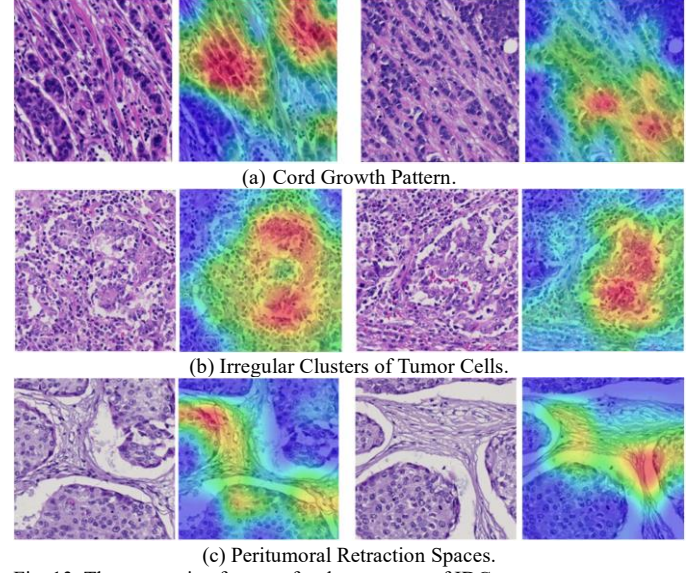 (a) Cord Growth Pattern.
(b) Irregular Clusters of Tumor Cells.
(c) Peritumoral Retraction Spaces.